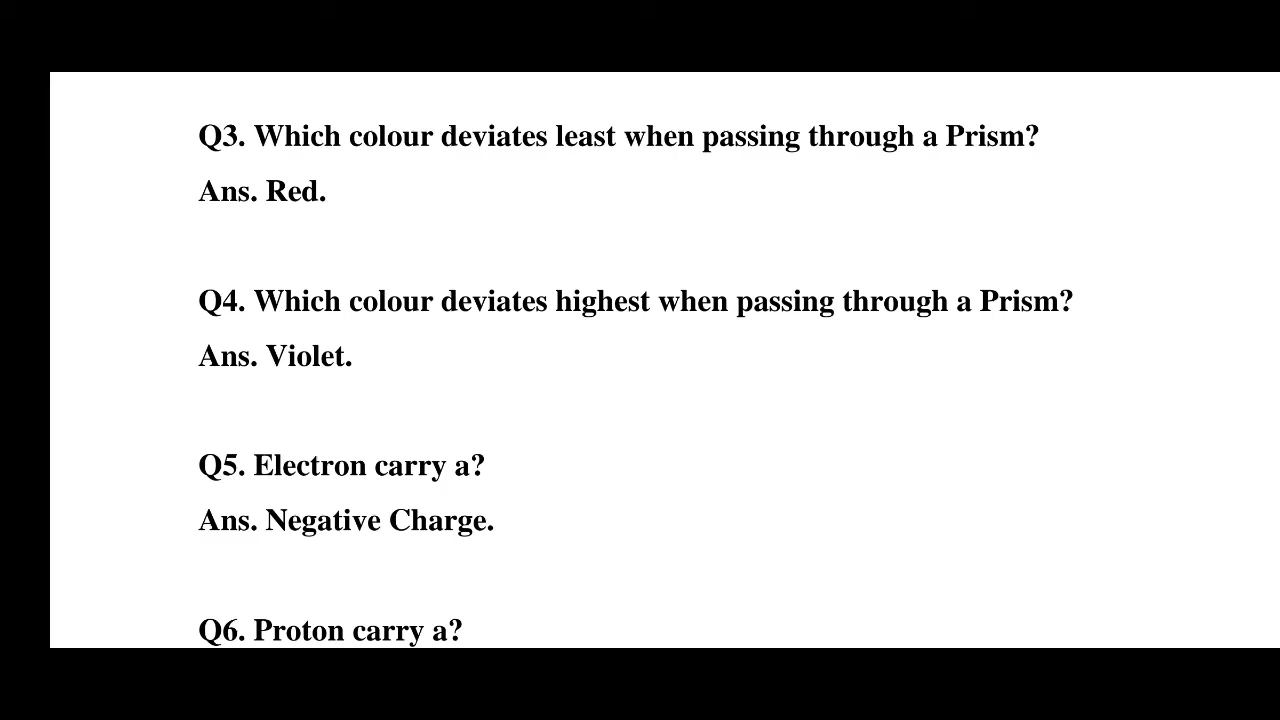 Q3. Which colour deviates least when passing through a Prism?
Ans. Red.
Q4. Which colour deviates highest when passing through a Prism?
Ans. Violet.
Q5. Electron carry a?
Ans. Negative Charge.
Q6. Proton carry a?